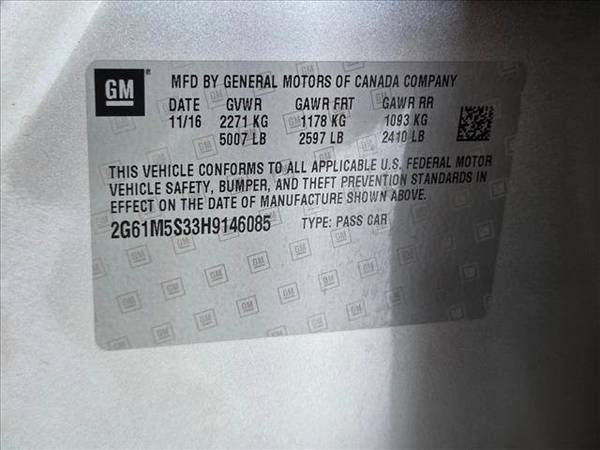 GM
MFD BY GENERAL MOTORS OF CANADA COMPANY
DATE GVWR GAWR FRT GAWR RR
11/16 2271 KG 1178 KG 1093 KG
5007 LB 2597 LB 2410 LB
THIS VEHICLE CONFORMS TO ALL APPLICABLE U.S. FEDERAL MOTOR
VEHICLE SAFETY, BUMPER, AND THEFT PREVENTION STANDARDS IN
EFFECT ON THE DATE OF MANUFACTURE SHOWN ABOVE.
2G61M5S33H9146085 TYPE: PASS CAR